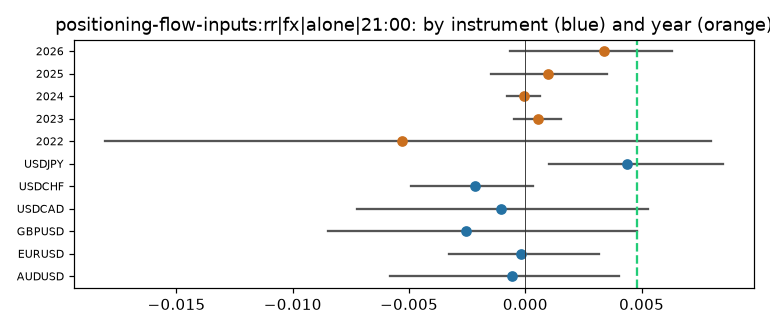 positioning-flow-inputs:rr|fx|alone|21:00: by instrument (blue) and year (orange)
2026
2025
2024
2023
2022
USDJPY
USDCHF
USDCAD
GBPUSD
EURUSD
AUDUSD
−0.015 −0.010 −0.005 0.000 0.005